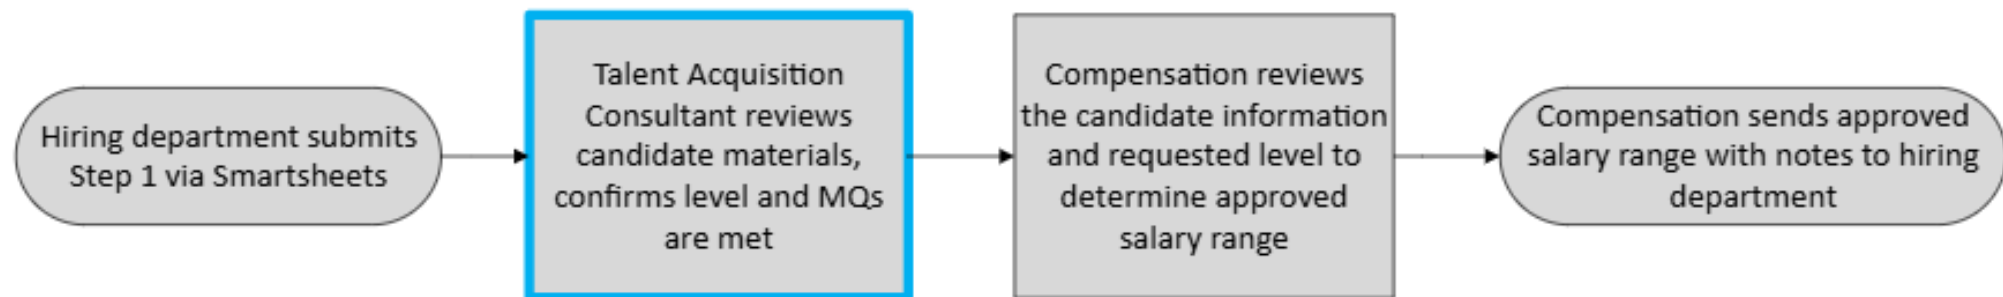 Hiring department submits
Step 1 via Smartsheets
Talent Acquisition
Consultant reviews
candidate materials,
confirms level and MQs
are met
Compensation reviews
the candidate information
and requested level to
determine approved
salary range
Compensation sends approved
salary range with notes to hiring
department